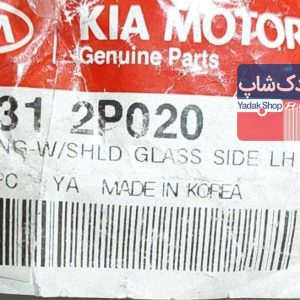 KIA MOTOR
Genuine Parts
یدک‌شاپ
Yadak Shop
31 2P020
NG-W/SHLD GLASS SIDE LH
PC YA MADE IN KOREA